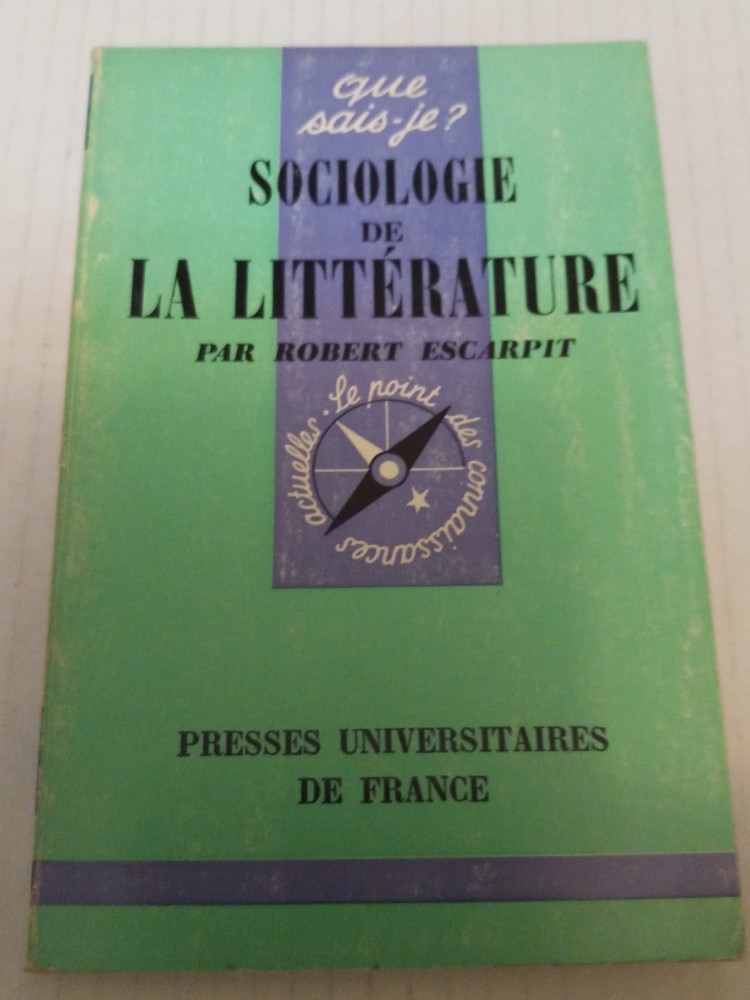 que
sais-je?
SOCIOLOGIE
DE
LA LITTÉRATURE
PAR ROBERT ESCARPIT
Le point des connaissances actuelles.
PRESSES UNIVERSITAIRES
DE FRANCE